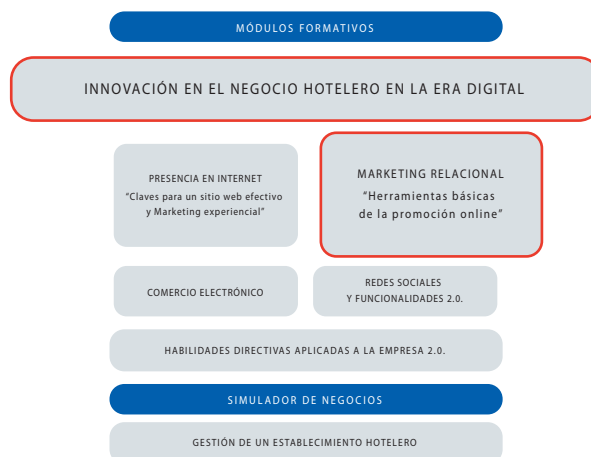 MÓDULOS FORMATIVOS
INNOVACIÓN EN EL NEGOCIO HOTELERO EN LA ERA DIGITAL
PRESENCIA EN INTERNET
"Claves para un sitio web efectivo
y Marketing experiencial"
MARKETING RELACIONAL
"Herramientas básicas
de la promoción online"
COMERCIO ELECTRÓNICO
REDES SOCIALES
Y FUNCIONALIDADES 2.0.
HABILIDADES DIRECTIVAS APLICADAS A LA EMPRESA 2.0.
SIMULADOR DE NEGOCIOS
GESTIÓN DE UN ESTABLECIMIENTO HOTELERO